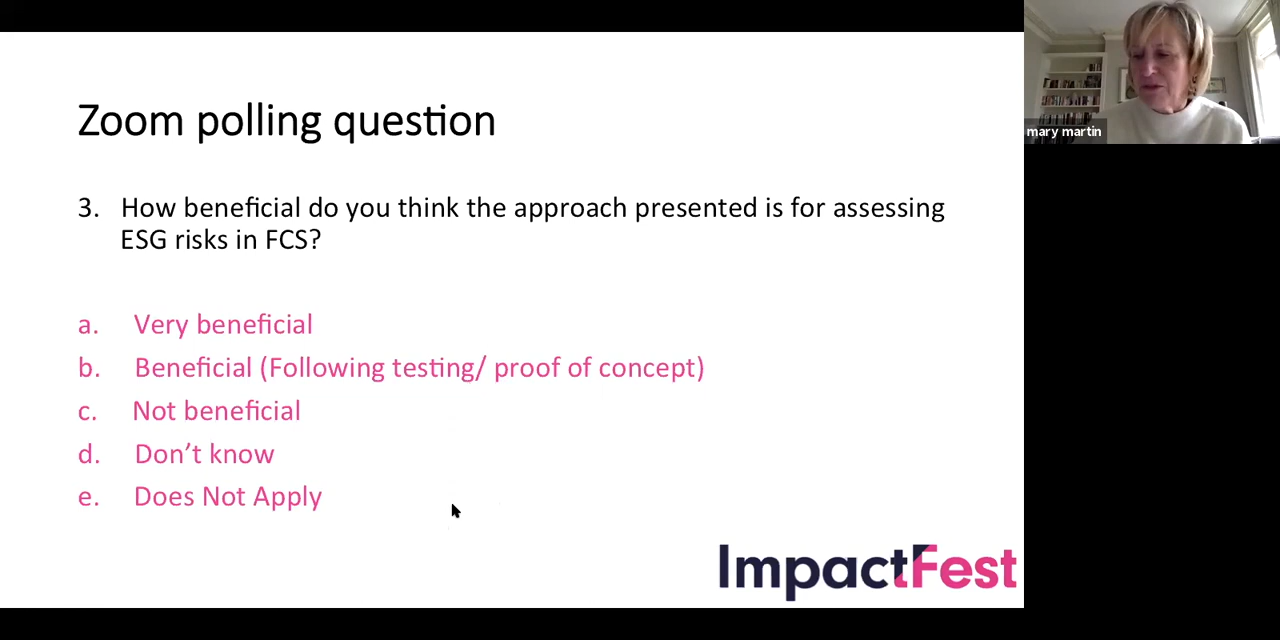 Zoom polling question
3. How beneficial do you think the approach presented is for assessing
ESG risks in FCS?
a. Very beneficial
b. Beneficial (Following testing/ proof of concept)
c. Not beneficial
d. Don’t know
e. Does Not Apply
ImpactFest
mary martin